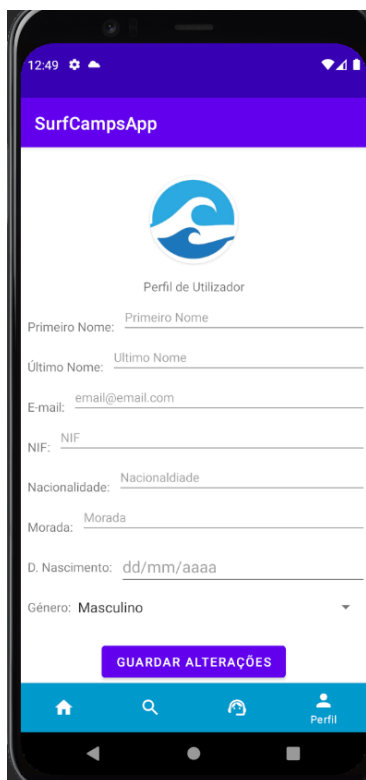 12:49
SurfCampsApp
Perfil de Utilizador
Primeiro Nome: Primeiro Nome
Último Nome: Ultimo Nome
E-mail: email@email.com
NIF: NIF
Nacionalidade: Nacionaldiade
Morada: Morada
D. Nascimento: dd/mm/aaaa
Género: Masculino
GUARDAR ALTERAÇÕES
Perfil